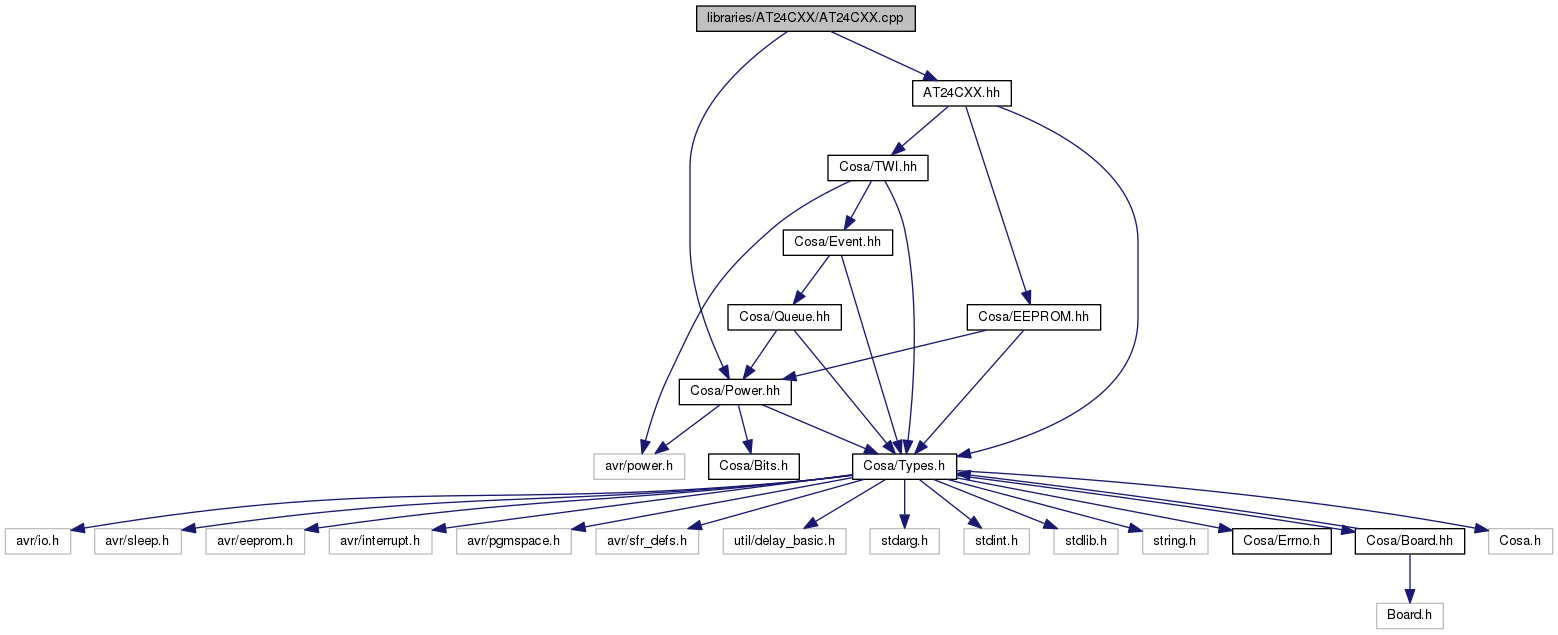 libraries/AT24CXX/AT24CXX.cpp
AT24CXX.hh
Cosa/TWI.hh
Cosa/Event.hh
Cosa/Queue.hh
Cosa/EEPROM.hh
Cosa/Power.hh
avr/power.h
Cosa/Bits.h
Cosa/Types.h
avr/io.h
avr/sleep.h
avr/eeprom.h
avr/interrupt.h
avr/pgmspace.h
avr/sfr_defs.h
util/delay_basic.h
stdarg.h
stdint.h
stdlib.h
string.h
Cosa/Errno.h
Cosa/Board.hh
Cosa.h
Board.h